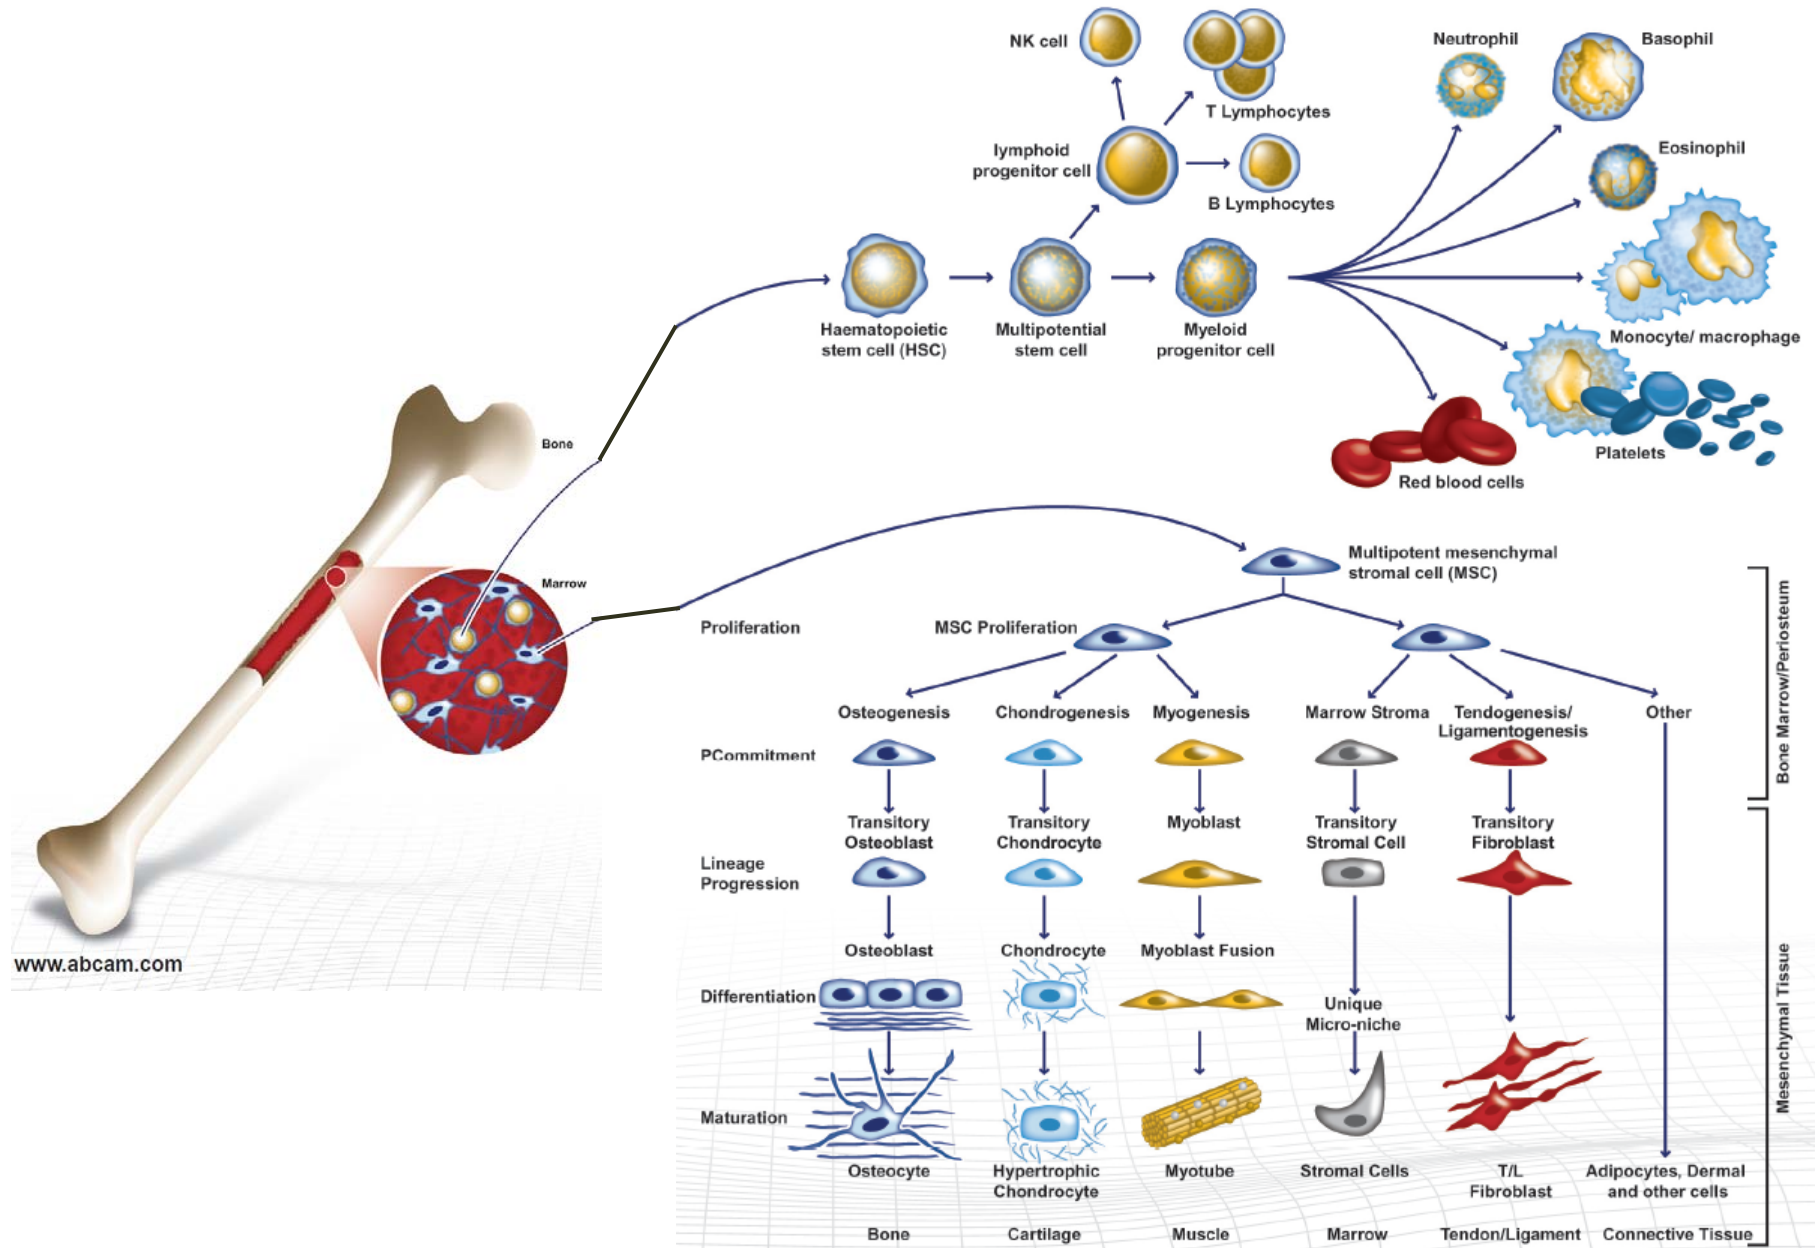 NK cell
T Lymphocytes
lymphoid
progenitor cell
B Lymphocytes
Neutrophil
Basophil
Eosinophil
Haematopoietic
stem cell (HSC)
Multipotential
stem cell
Myeloid
progenitor cell
Monocyte/ macrophage
Platelets
Red blood cells
Bone
Marrow
www.abcam.com
Multipotent mesenchymal
stromal cell (MSC)
Proliferation
MSC Proliferation
Osteogenesis
Chondrogenesis
Myogenesis
Marrow Stroma
Tendogenesis/
Ligamentogenesis
Other
PCommitment
Transitory
Osteoblast
Transitory
Chondrocyte
Myoblast
Transitory
Stromal Cell
Transitory
Fibroblast
Lineage
Progression
Osteoblast
Chondrocyte
Myoblast Fusion
Differentiation
Unique
Micro-niche
Maturation
Osteocyte
Hypertrophic
Chondrocyte
Myotube
Stromal Cells
T/L
Fibroblast
Adipocytes, Dermal
and other cells
Bone
Cartilage
Muscle
Marrow
Tendon/Ligament
Connective Tissue
Bone Marrow/Periosteum
Mesenchymal Tissue